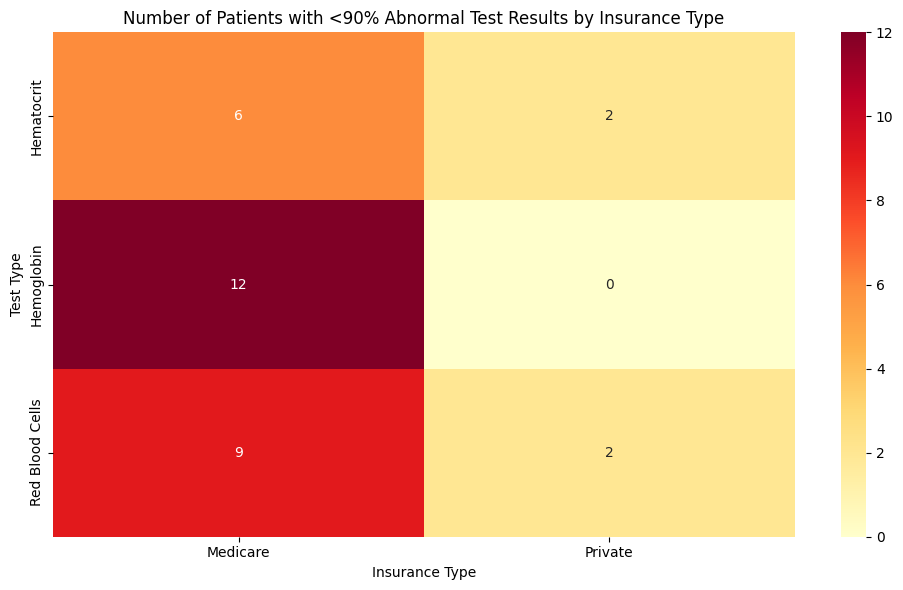 Number of Patients with <90% Abnormal Test Results by Insurance Type
Test Type
Hematocrit
6
2
Hemoglobin
12
0
Red Blood Cells
9
2
Medicare
Private
Insurance Type
12
10
8
6
4
2
0